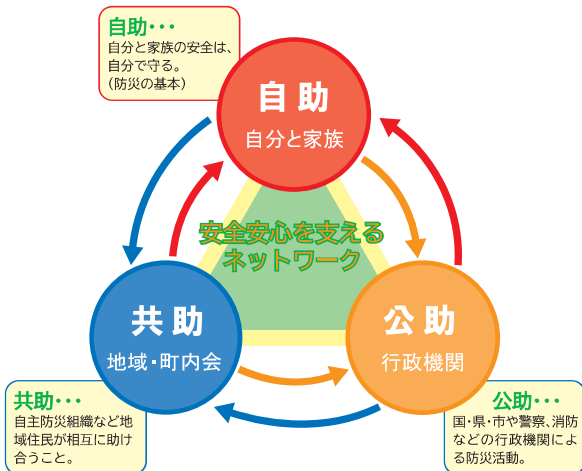 自助･･･
自分と家族の安全は、
自分で守る。
（防災の基本）
自助
自分と家族
安全安心を支える
ネットワーク
共助
地域・町内会
公助
行政機関
共助･･･
自主防災組織など地
域住民が相互に助け
合うこと。
公助･･･
国・県・市や警察、消防
などの行政機関によ
る防災活動。